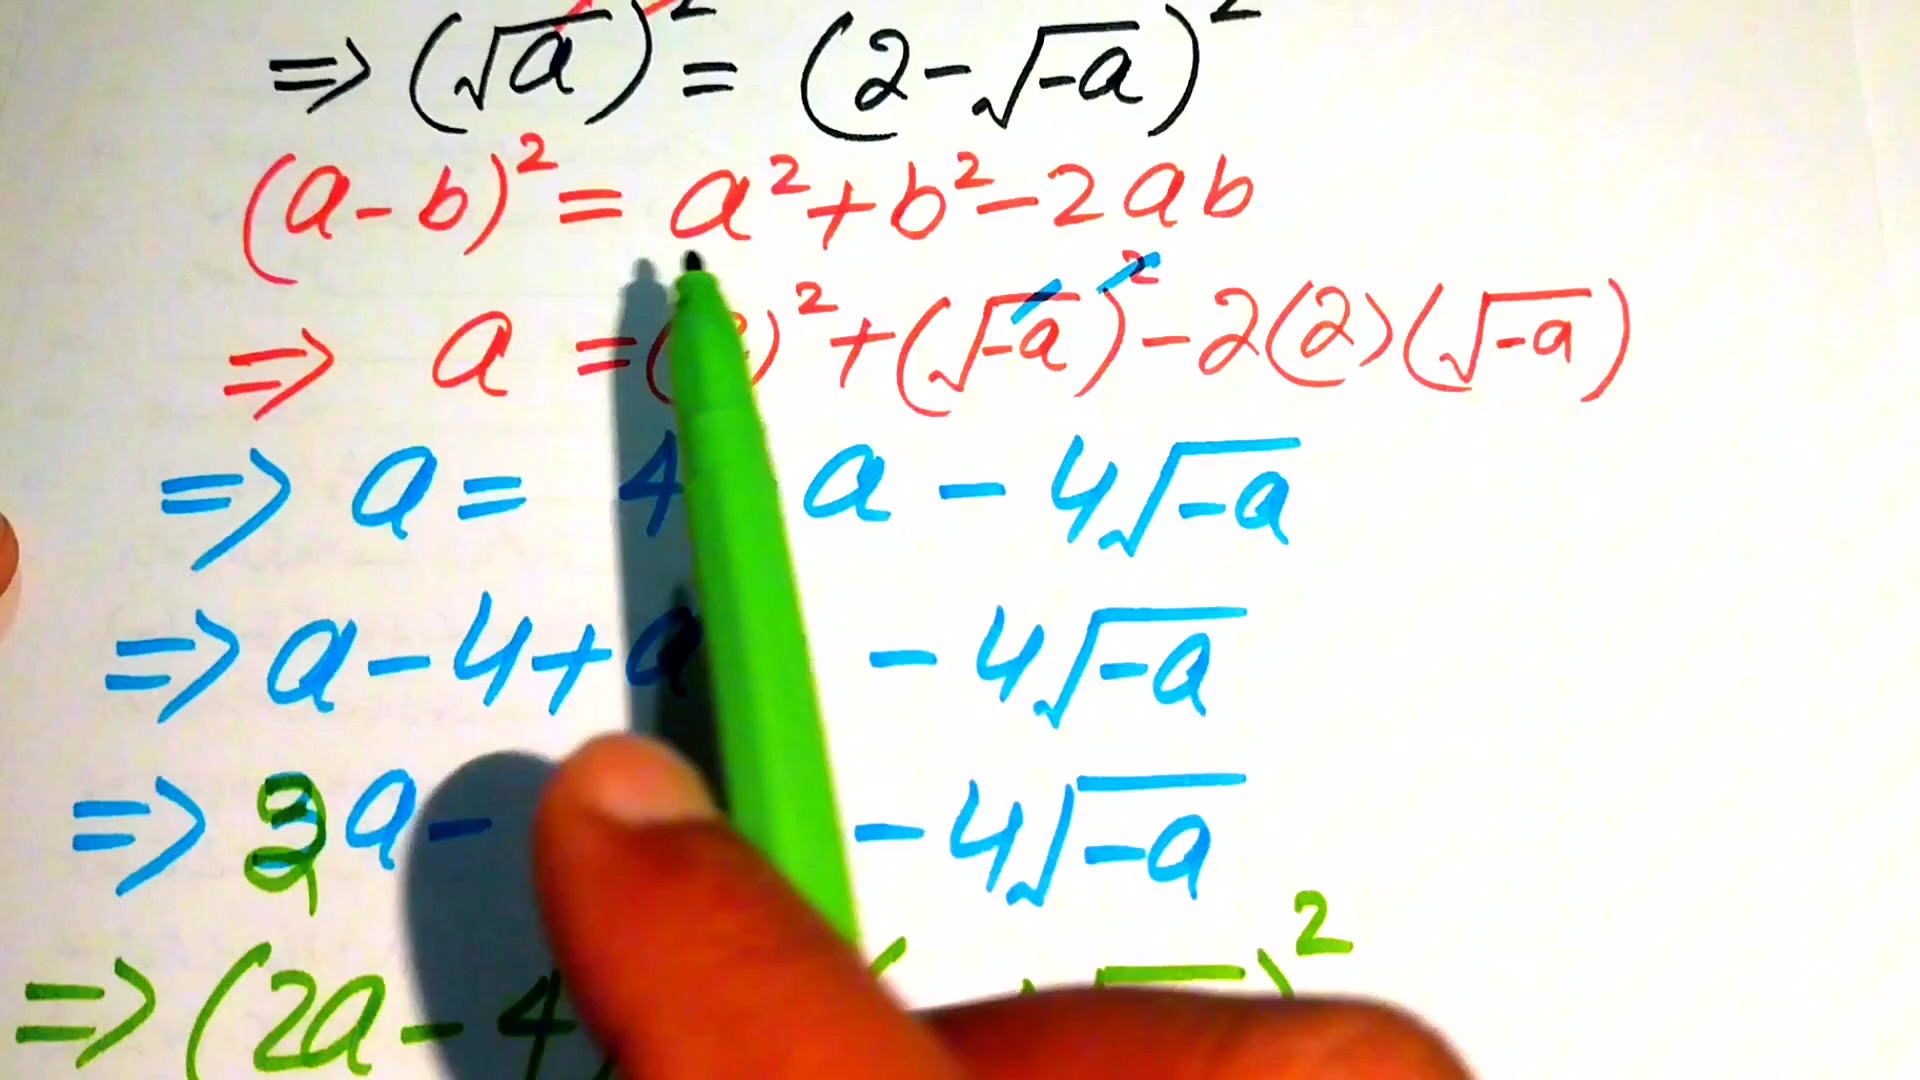 ⇒ (√a)² = (2-√-a)²
(a-b)² = a²+b²-2ab
⇒ a = ( )²+(√-a)²-2(2)(√-a)
⇒ a = 4 a - 4√-a
⇒ a-4+a -4√-a
⇒ 2a- -4√-a
⇒ (2a-4) ( )²